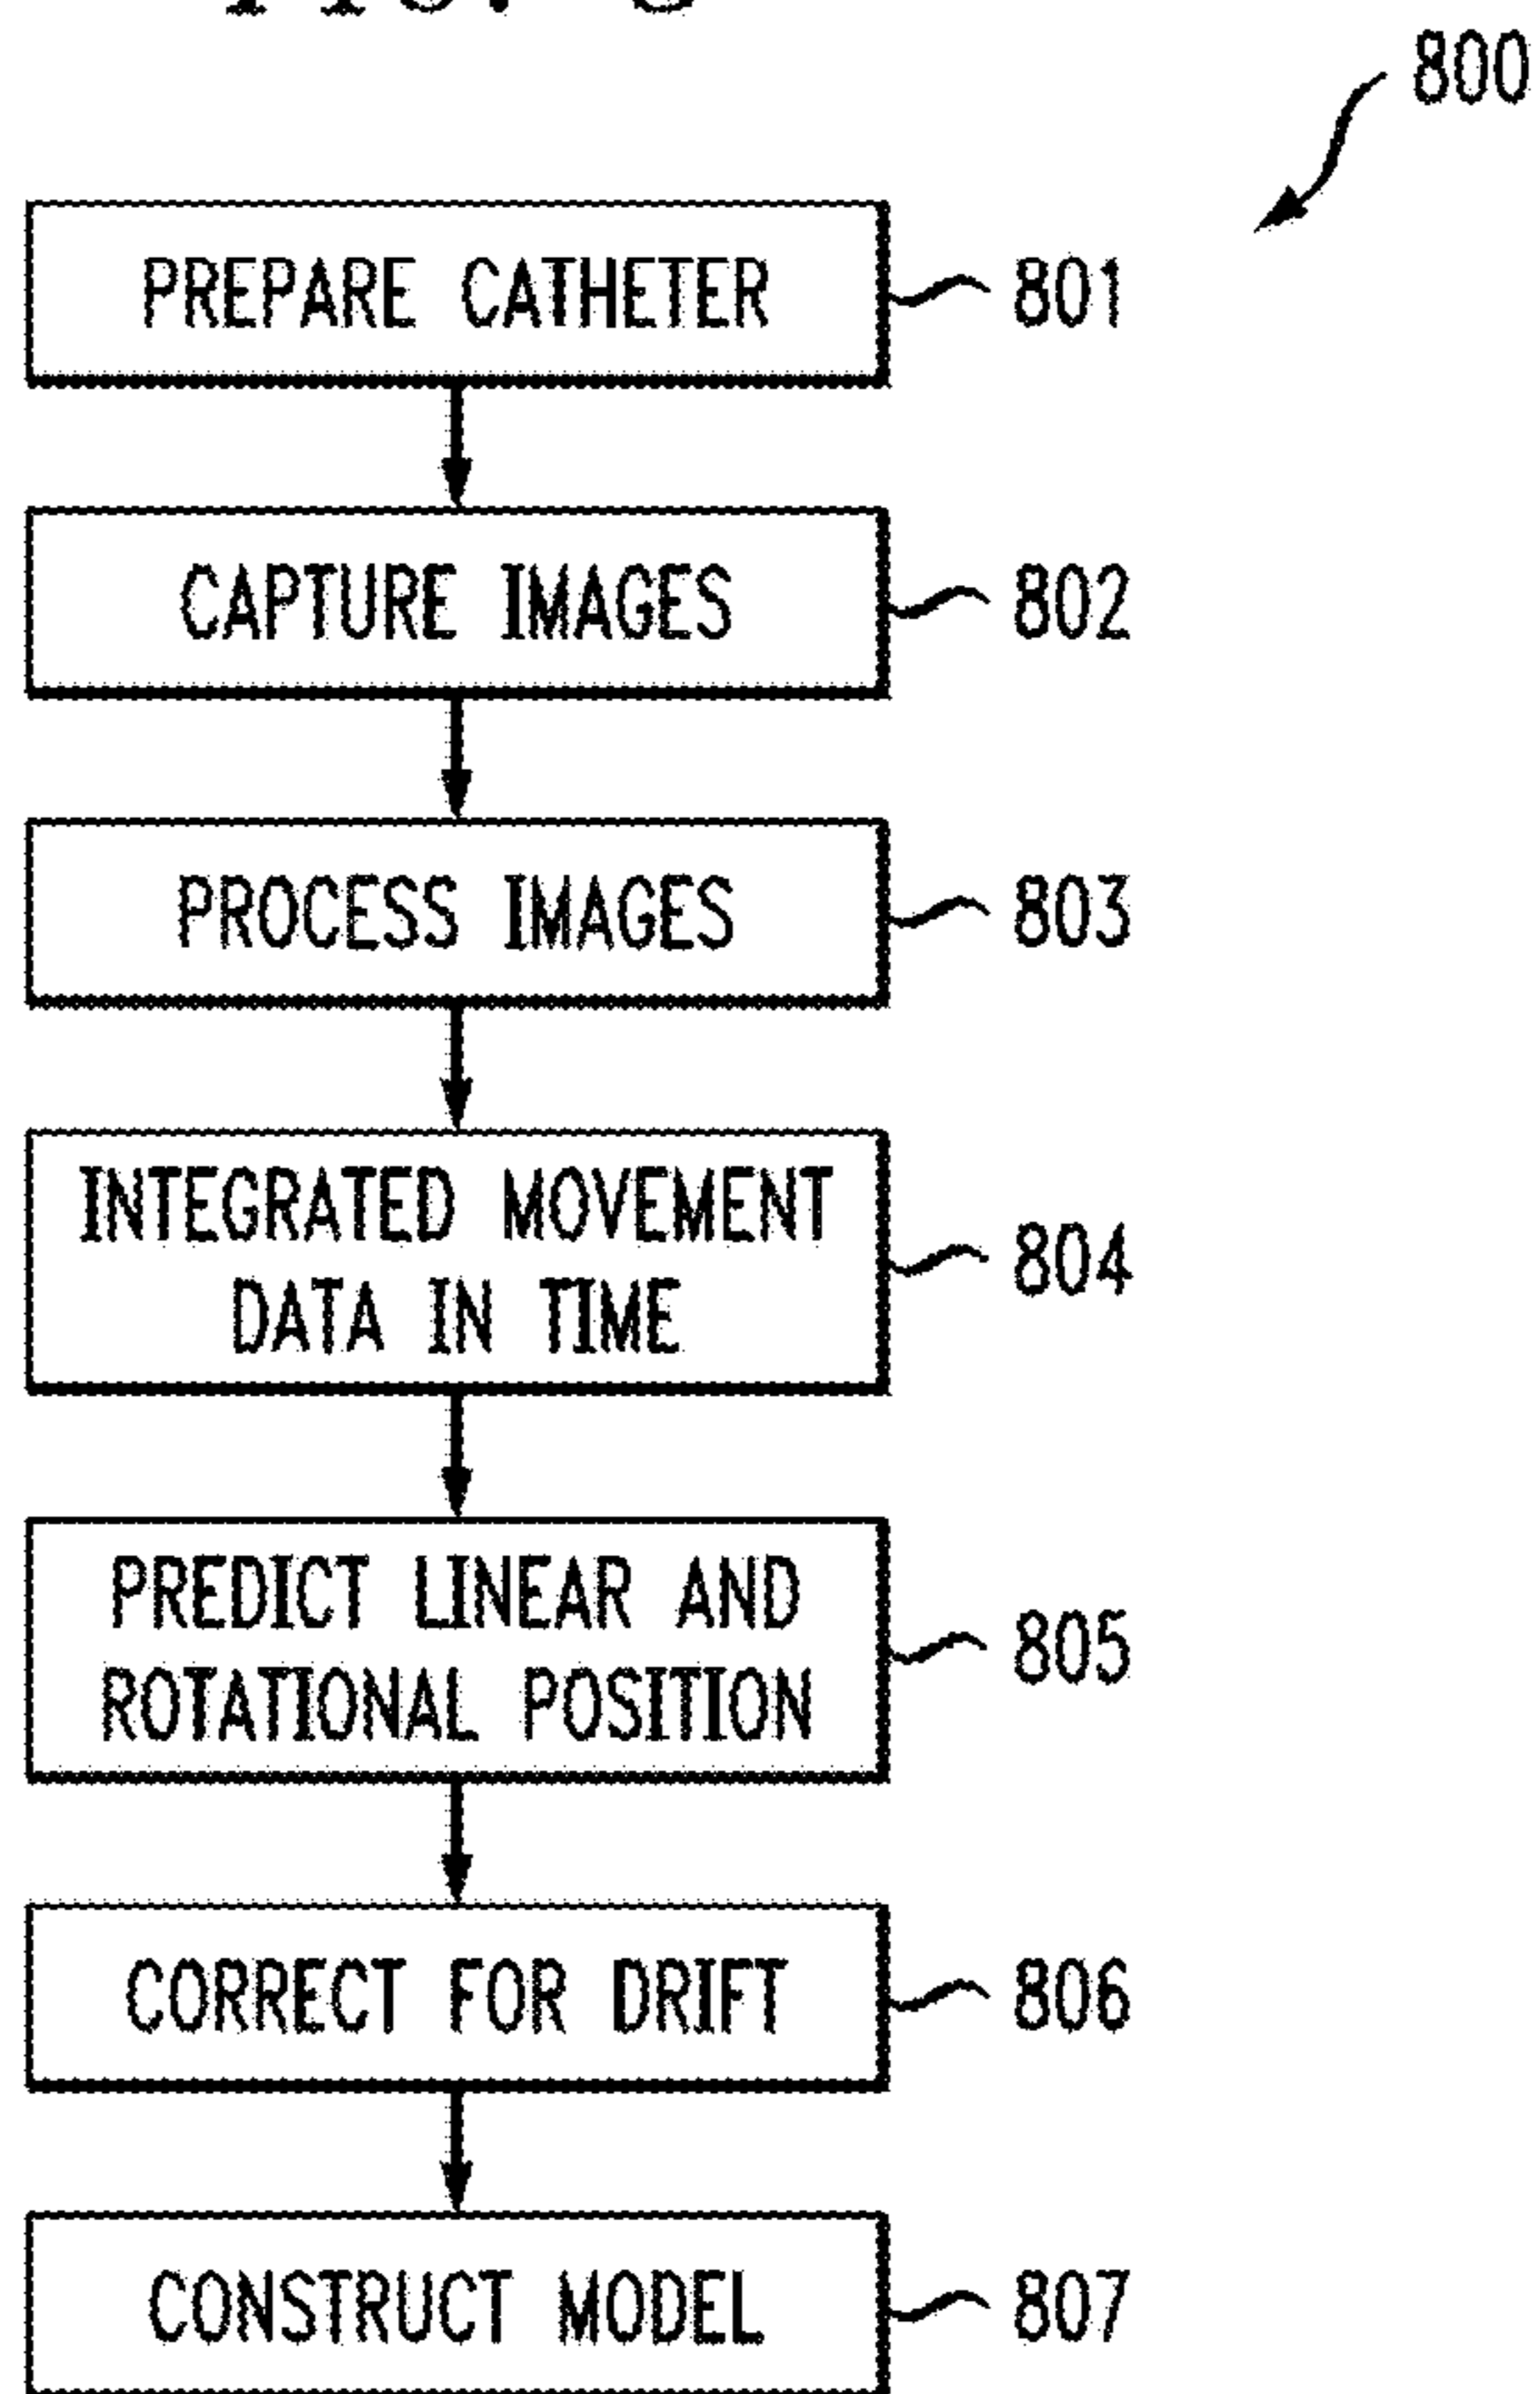 800
PREPARE CATHETER
801
CAPTURE IMAGES
802
PROCESS IMAGES
803
INTEGRATED MOVEMENT
DATA IN TIME
804
PREDICT LINEAR AND
ROTATIONAL POSITION
805
CORRECT FOR DRIFT
806
CONSTRUCT MODEL
807